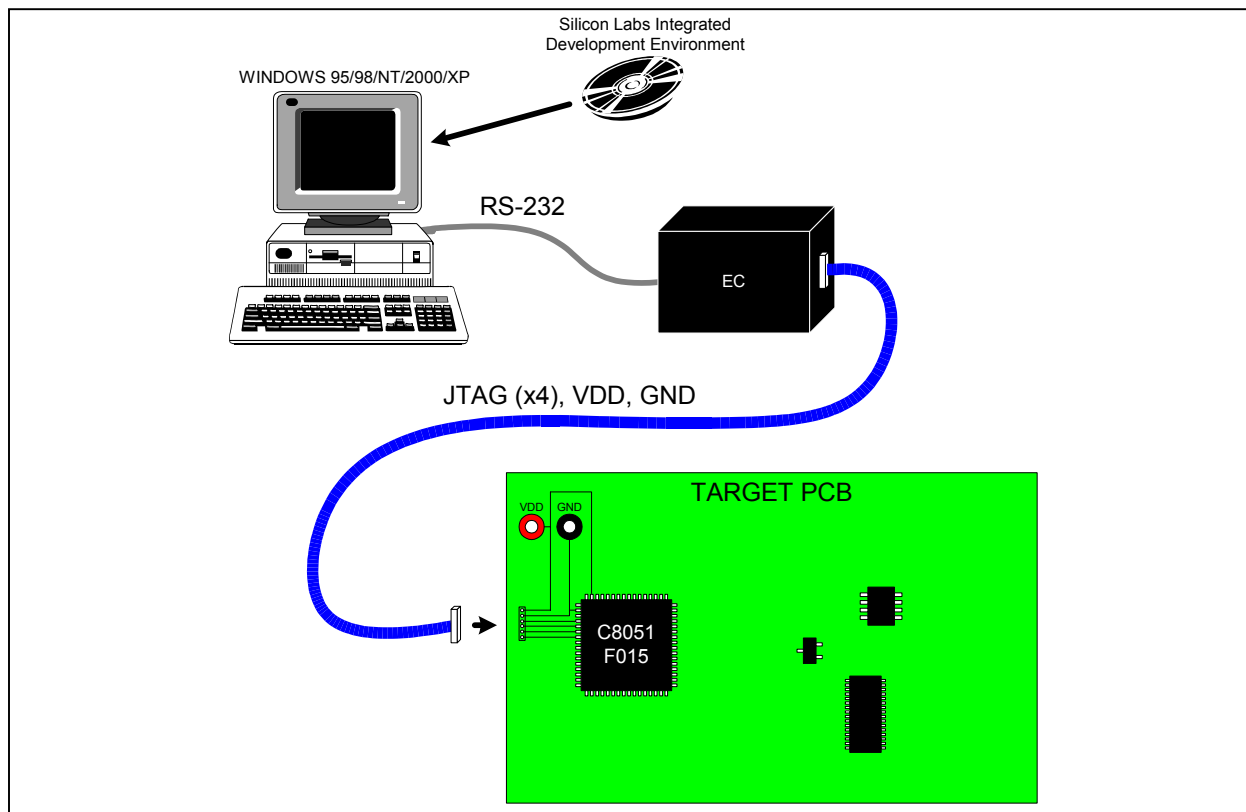 Silicon Labs Integrated
Development Environment
WINDOWS 95/98/NT/2000/XP
RS-232
EC
JTAG (x4), VDD, GND
TARGET PCB
VDD
GND
C8051
F015